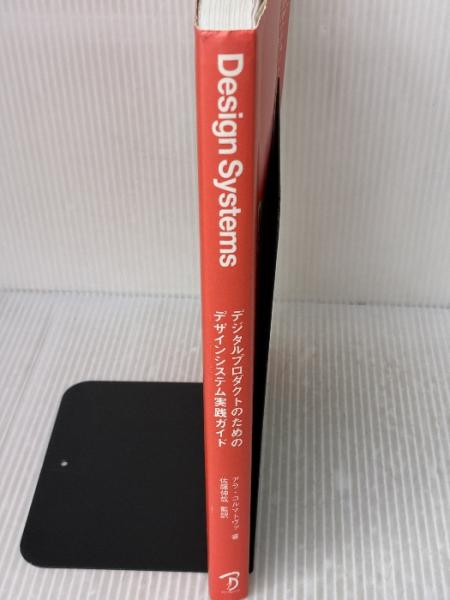 Design Systems
デジタルプロダクトのための
デザインシステム実践ガイド
アラ・コルマトヴァ 著
佐藤伸哉 監訳